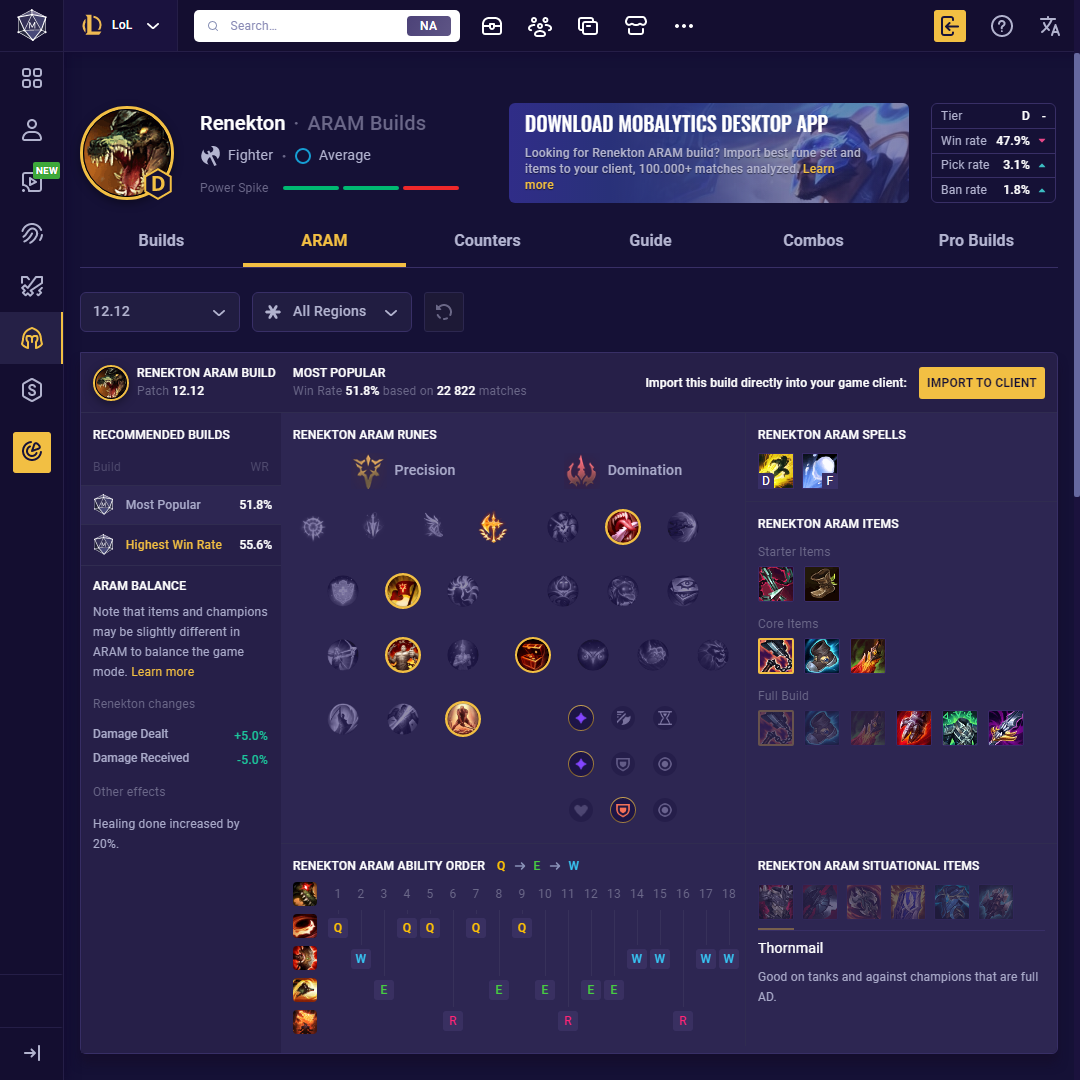 LoL
Search...
NA
NEW
Renekton · ARAM Builds
Fighter · Average
Power Spike
D
DOWNLOAD MOBALYTICS DESKTOP APP
Looking for Renekton ARAM build? Import best rune set and
items to your client, 100.000+ matches analyzed. Learn
more
Tier D -
Win rate 47.9%
Pick rate 3.1%
Ban rate 1.8%
Builds
ARAM
Counters
Guide
Combos
Pro Builds
12.12
All Regions
RENEKTON ARAM BUILD
Patch 12.12
MOST POPULAR
Win Rate 51.8% based on 22 822 matches
Import this build directly into your game client:
IMPORT TO CLIENT
RECOMMENDED BUILDS
Build WR
Most Popular 51.8%
Highest Win Rate 55.6%
ARAM BALANCE
Note that items and champions
may be slightly different in
ARAM to balance the game
mode. Learn more
Renekton changes
Damage Dealt +5.0%
Damage Received -5.0%
Other effects
Healing done increased by
20%.
RENEKTON ARAM RUNES
Precision
Domination
RENEKTON ARAM SPELLS
D F
RENEKTON ARAM ITEMS
Starter Items
Core Items
Full Build
RENEKTON ARAM ABILITY ORDER Q → E → W
1 2 3 4 5 6 7 8 9 10 11 12 13 14 15 16 17 18
Q Q Q Q Q
W W W W W
E E E E E
R R R
RENEKTON ARAM SITUATIONAL ITEMS
Thornmail
Good on tanks and against champions that are full
AD.